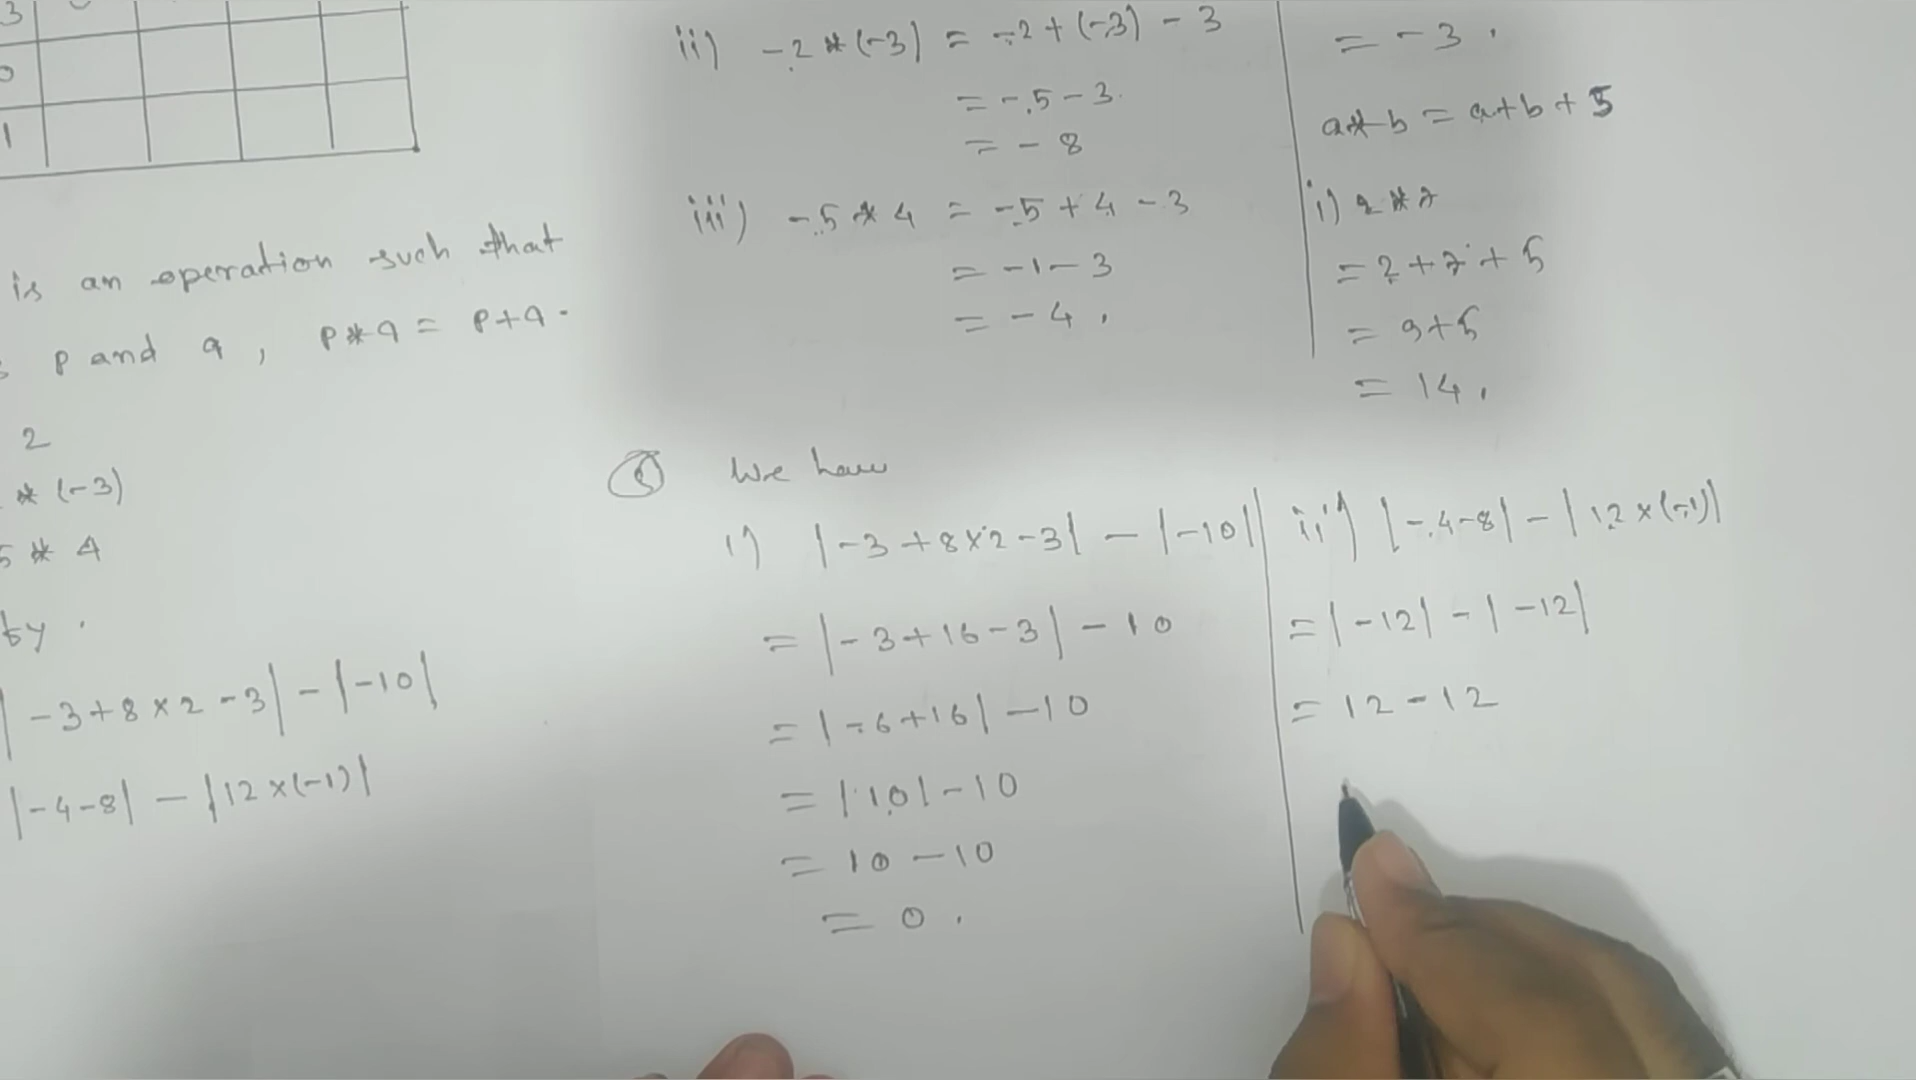 3
0
1
is an operation such that
p and q, p*q = p+q -
2
* (-3)
5 * 4
ty.
|-3+8×2-3| - |-10|
|-4-8| - |12×(-1)|
ii) -2*(-3) = -2+(-3) - 3
= -5-3
= -8
iii) -5*4 = -5+4-3
= -1-3
= -4.
= -3.
a*b = a+b+5
i) 2*7
= 2+7+5
= 9+5
= 14.
We have
i) |-3+8×2-3| - |-10|
= |-3+16-3| - 10
= |-6+16| - 10
= |10| - 10
= 10 - 10
= 0.
ii) |-4-8| - |12×(-1)|
= |-12| - |-12|
= 12 - 12